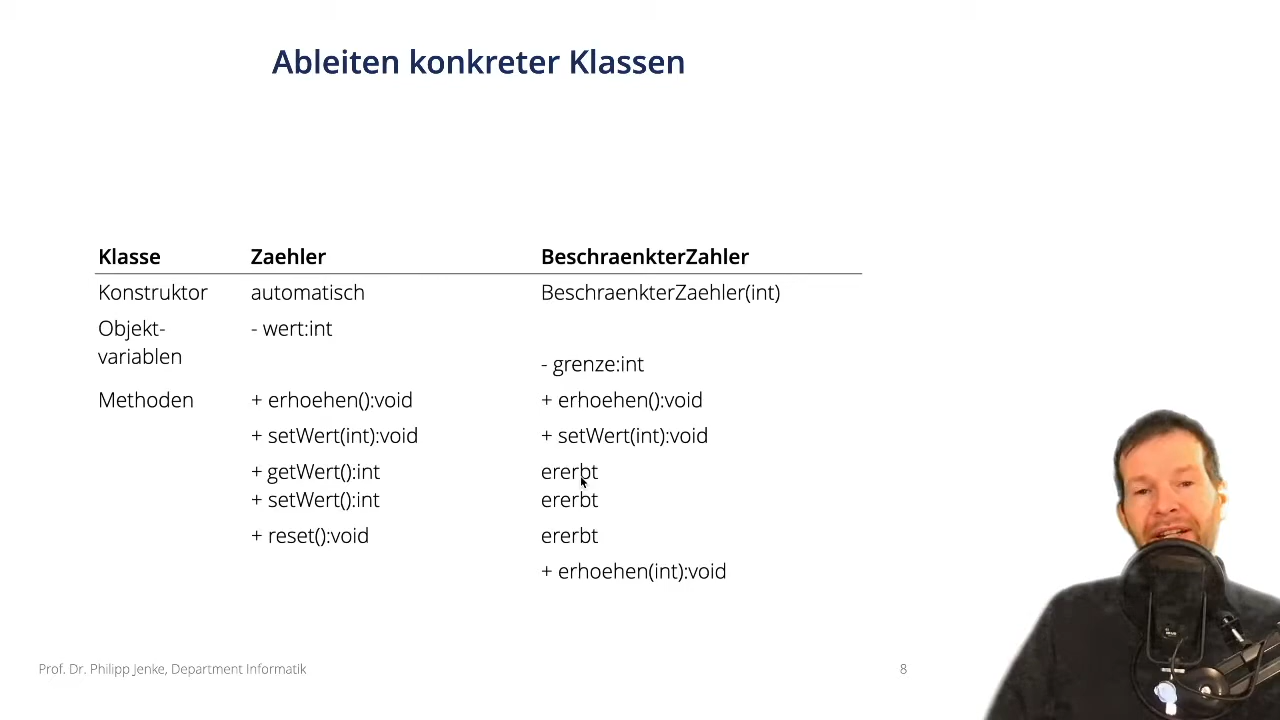 Ableiten konkreter Klassen
Klasse Zaehler BeschraenkterZahler
Konstruktor automatisch BeschraenkterZaehler(int)
Objekt- - wert:int
variablen
- grenze:int
Methoden + erhoehen():void + erhoehen():void
+ setWert(int):void + setWert(int):void
+ getWert():int ererbt
+ setWert():int ererbt
+ reset():void ererbt
+ erhoehen(int):void
Prof. Dr. Philipp Jenke, Department Informatik 8